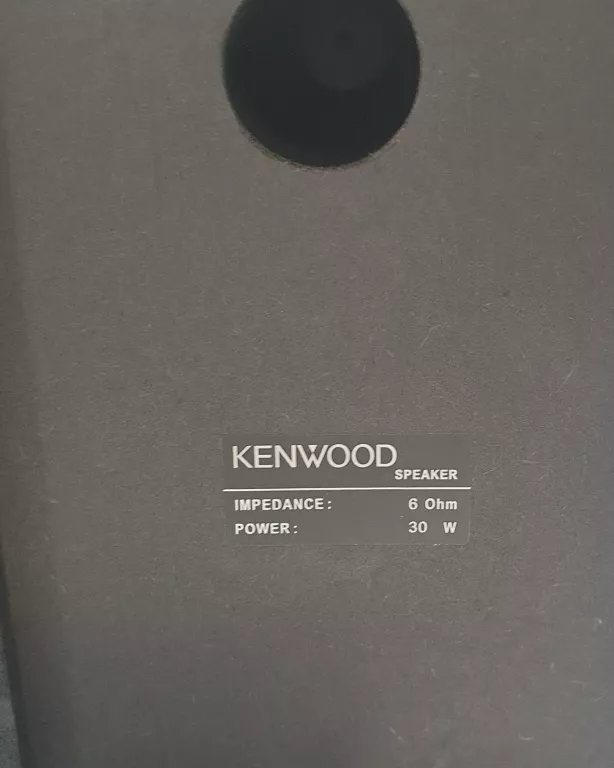 KENWOOD
SPEAKER
IMPEDANCE: 6 Ohm
POWER: 30 W